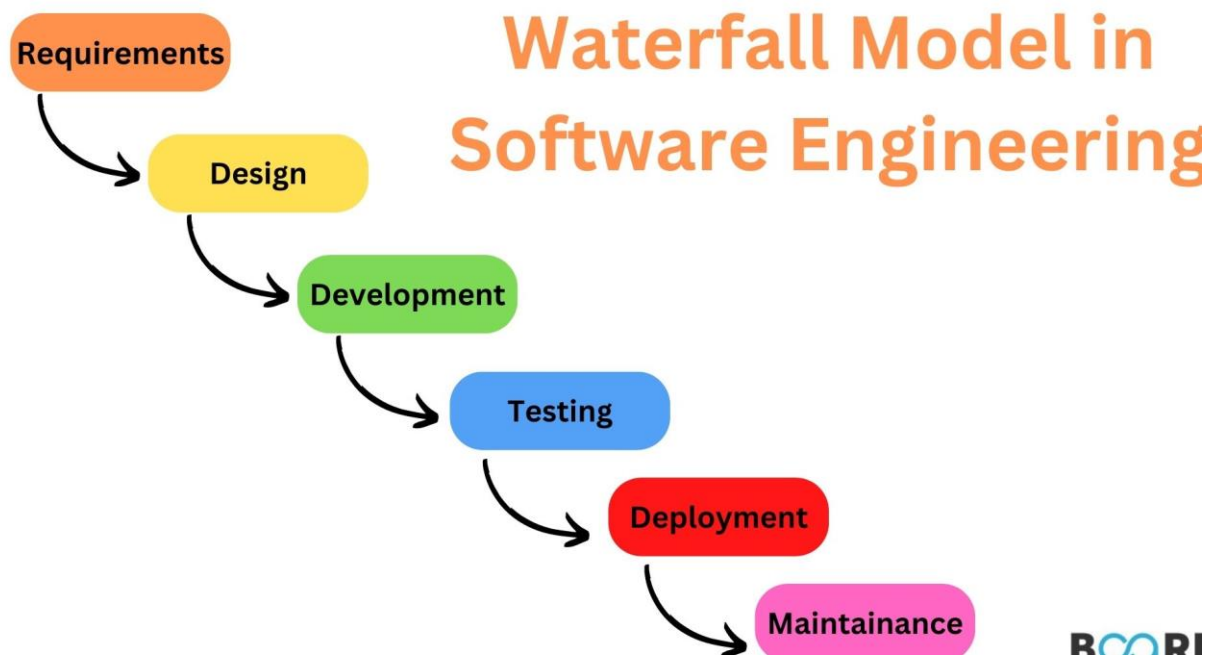 Waterfall Model in
Software Engineering
Requirements
Design
Development
Testing
Deployment
Maintainance